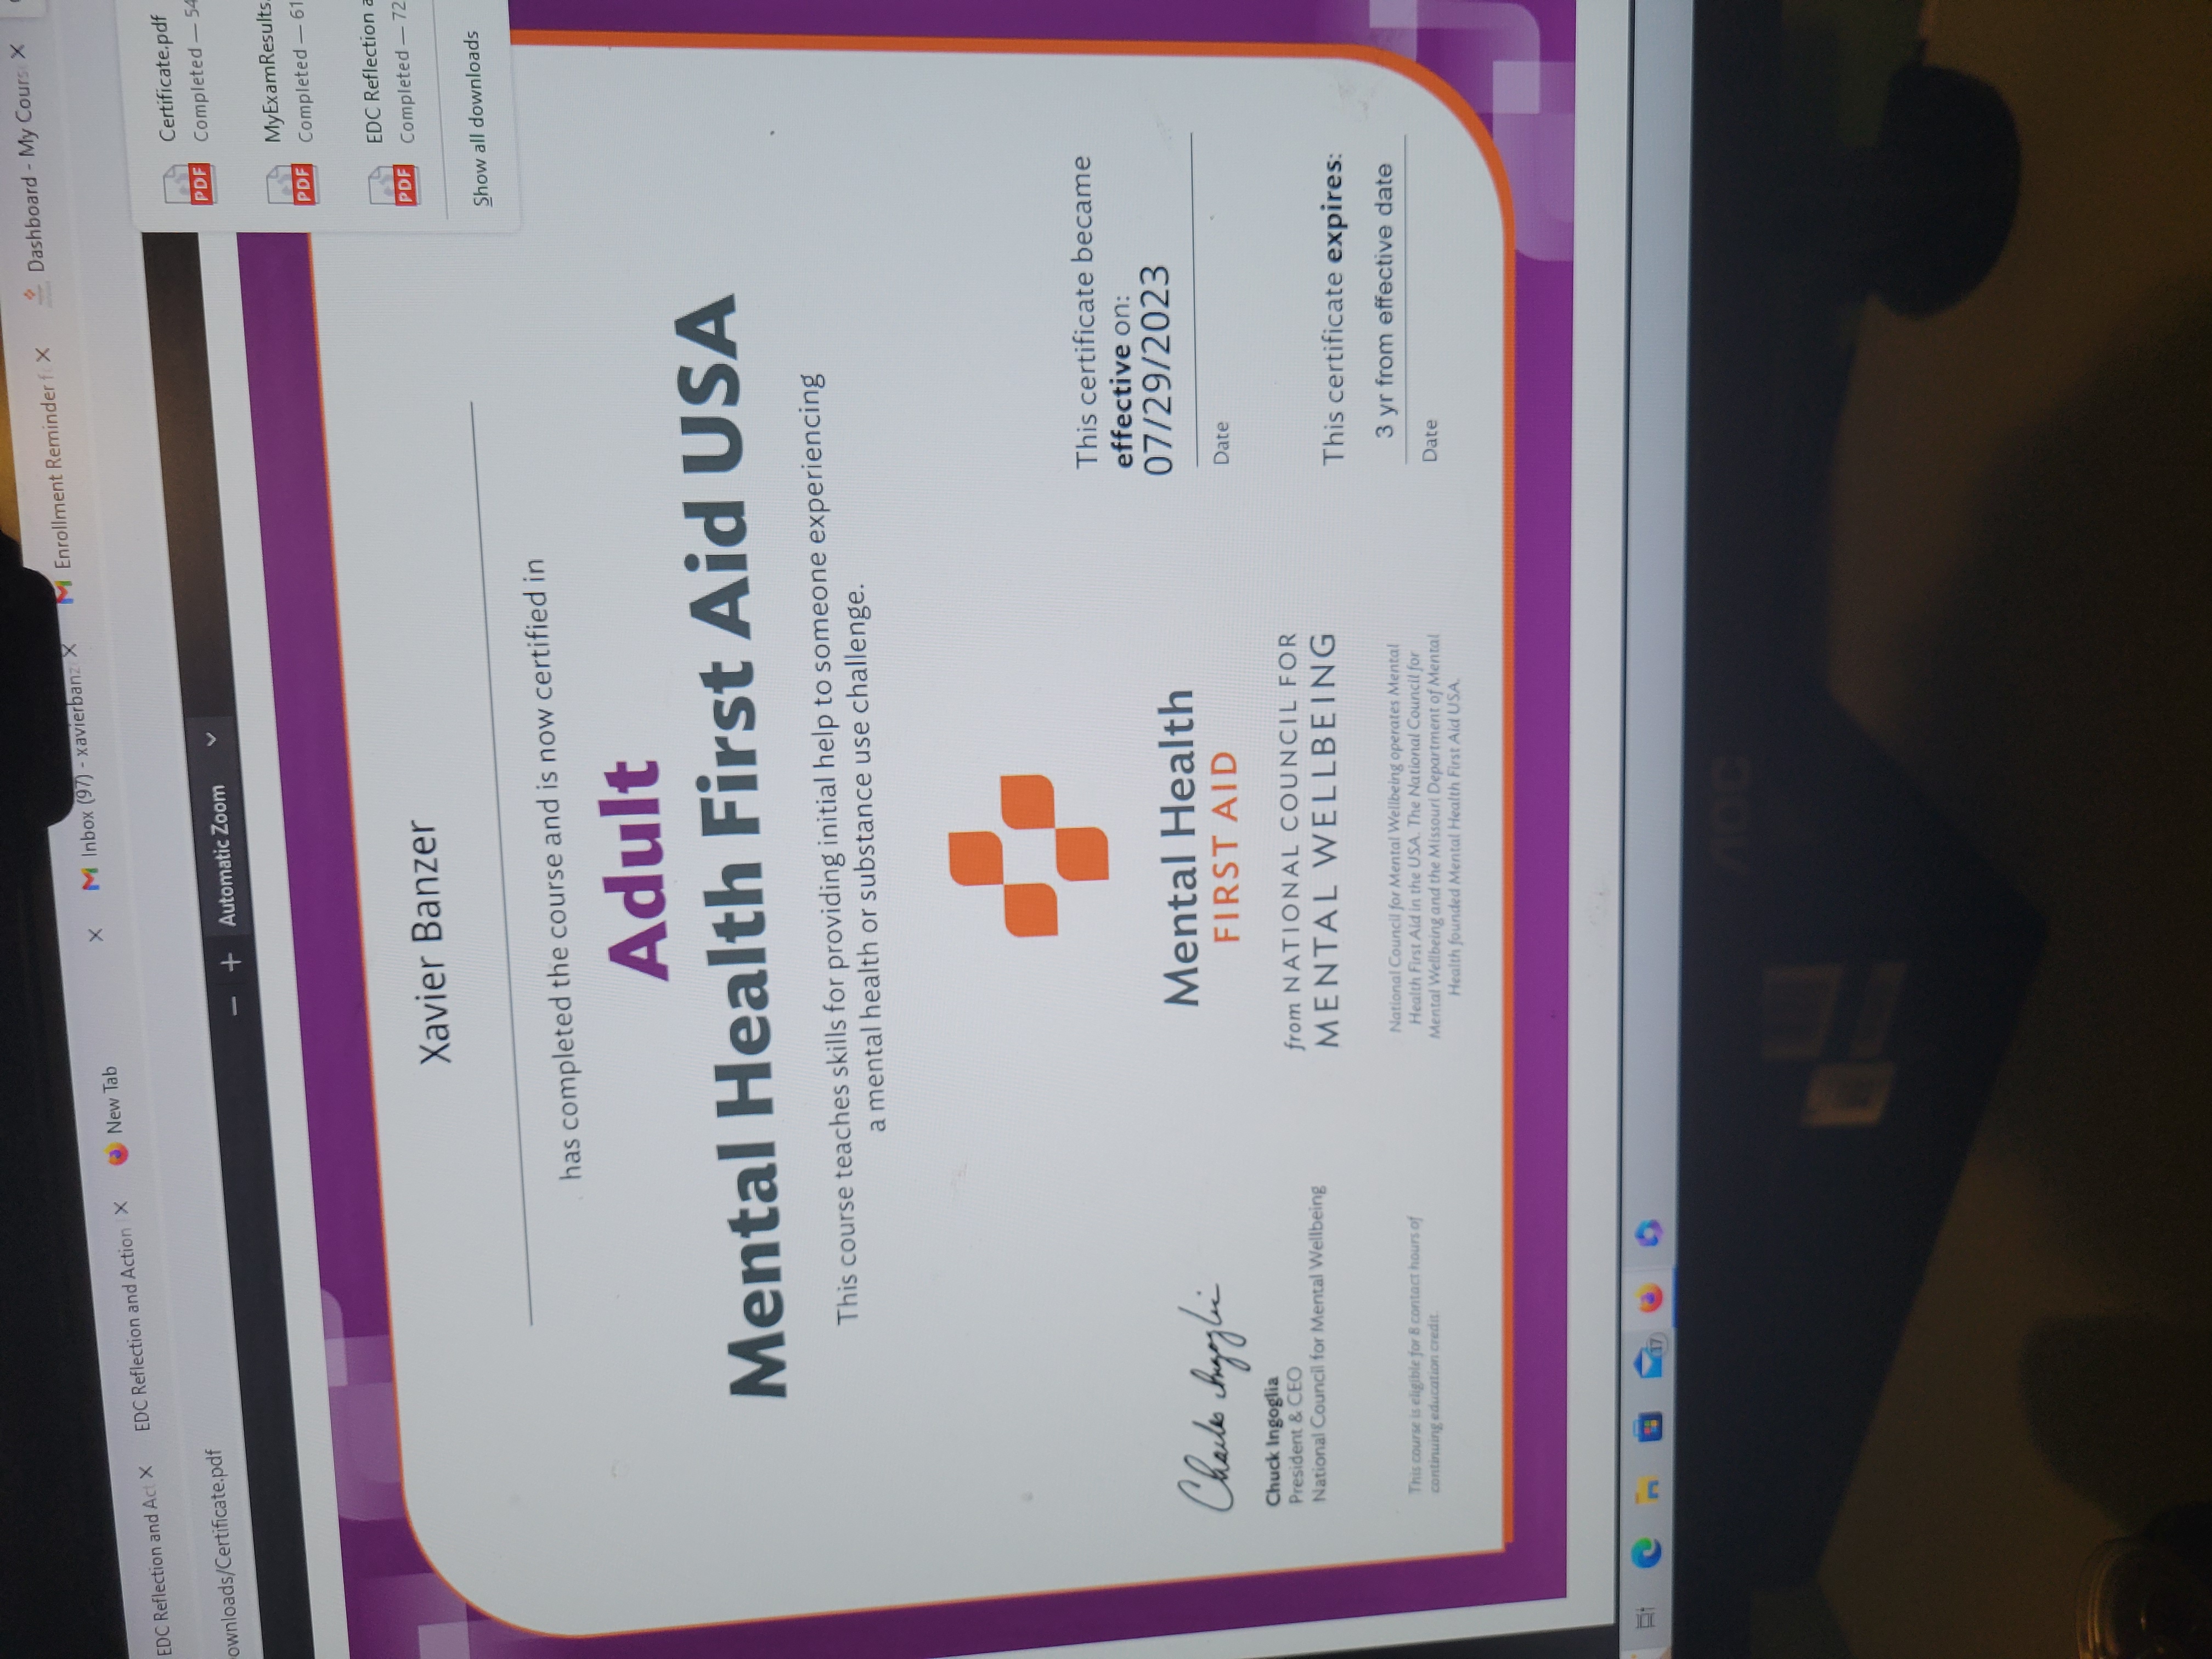 EDC Reflection and Act
EDC Reflection and Action
New Tab
Inbox (97) - xavierbanz
Enrollment Reminder f
Dashboard - My Cours
ownloads/Certificate.pdf
Automatic Zoom
PDF
Certificate.pdf
Completed — 54
PDF
MyExamResults.
Completed — 61
PDF
EDC Reflection a
Completed — 72
Show all downloads
Xavier Banzer
has completed the course and is now certified in
Adult
Mental Health First Aid USA
This course teaches skills for providing initial help to someone experiencing
a mental health or substance use challenge.
Chuck Ingoglia
President & CEO
National Council for Mental Wellbeing
This course is eligible for 8 contact hours of
continuing education credit.
Mental Health
FIRST AID
from NATIONAL COUNCIL FOR
MENTAL WELLBEING
National Council for Mental Wellbeing operates Mental
Health First Aid in the USA. The National Council for
Mental Wellbeing and the Missouri Department of Mental
Health founded Mental Health First Aid USA.
This certificate became
effective on:
07/29/2023
Date
This certificate expires:
3 yr from effective date
Date
17
AOC